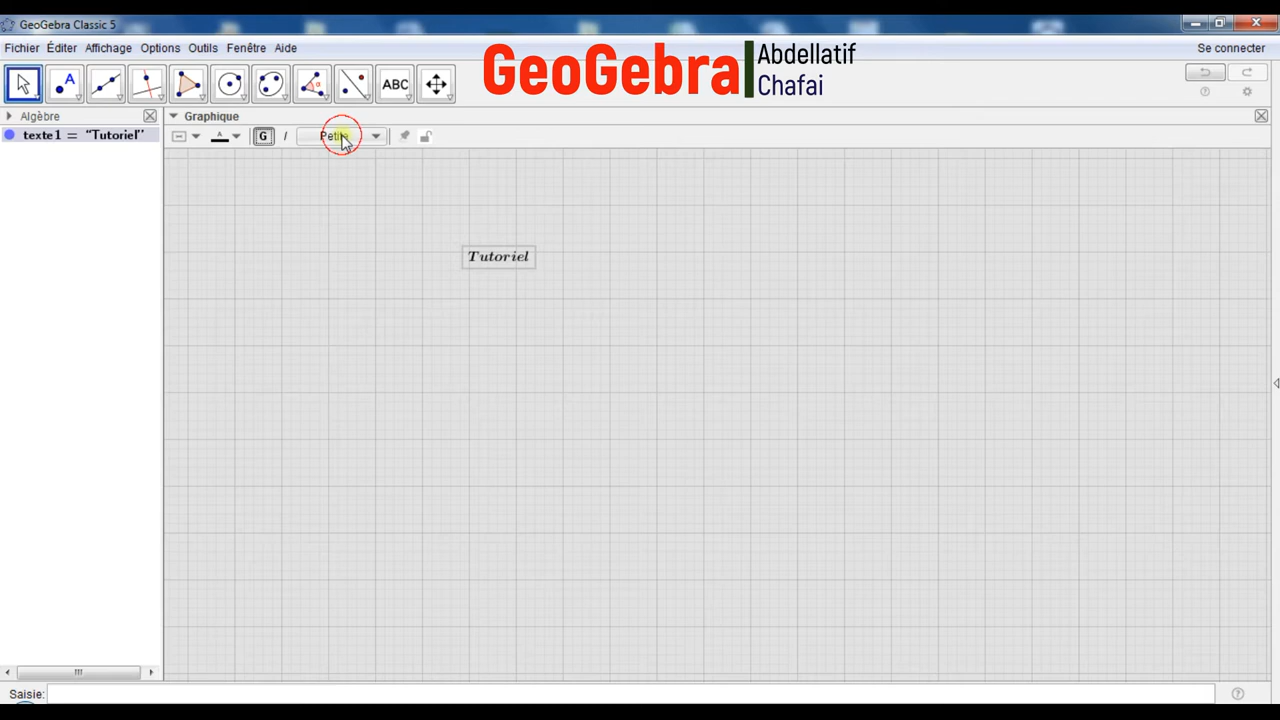 GeoGebra Classic 5
Fichier Éditer Affichage Options Outils Fenêtre Aide
Se connecter
GeoGebra
Abdellatif
Chafai
ABC
Algèbre
Graphique
texte1 = “Tutoriel”
A
G
I
Tutoriel
Saisie: